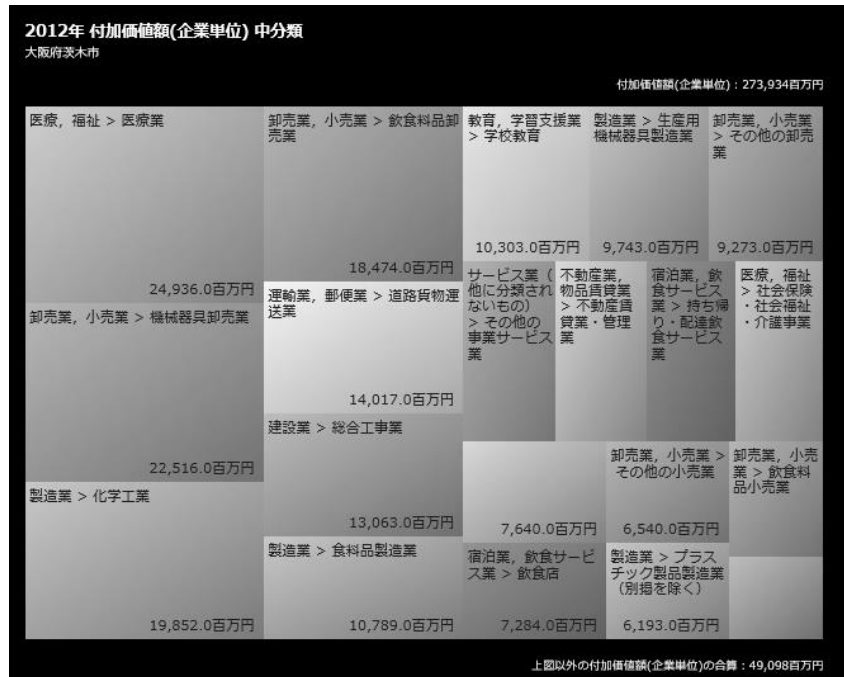 2012年 付加価値額(企業単位) 中分類
大阪府茨木市
付加価値額(企業単位) : 273,934百万円
医療, 福祉 > 医療業
24,936.0百万円
卸売業, 小売業 > 機械器具卸売業
22,516.0百万円
製造業 > 化学工業
19,852.0百万円
卸売業, 小売業 > 飲食料品卸
売業
18,474.0百万円
運輸業, 郵便業 > 道路貨物運
送業
14,017.0百万円
建設業 > 総合工事業
13,063.0百万円
製造業 > 食料品製造業
10,789.0百万円
教育, 学習支援業
> 学校教育
10,303.0百万円
製造業 > 生産用
機械器具製造業
9,743.0百万円
卸売業, 小売業
> その他の卸売
業
9,273.0百万円
サービス業（
他に分類され
ないもの）
> その他の
事業サービス
業
不動産業,
物品賃貸業
> 不動産賃
貸業・管理
業
宿泊業, 飲
食サービス
業 > 持ち帰
り・配達飲
食サービス
業
医療, 福祉
> 社会保険
・社会福祉
・介護事業
7,640.0百万円
卸売業, 小売業 >
その他の小売業
6,540.0百万円
卸売業, 小売
業 > 飲食料
品小売業
宿泊業, 飲食サービ
ス業 > 飲食店
7,284.0百万円
製造業 > プラス
チック製品製造業
（別掲を除く）
6,193.0百万円
上図以外の付加価値額(企業単位)の合算 : 49,098百万円